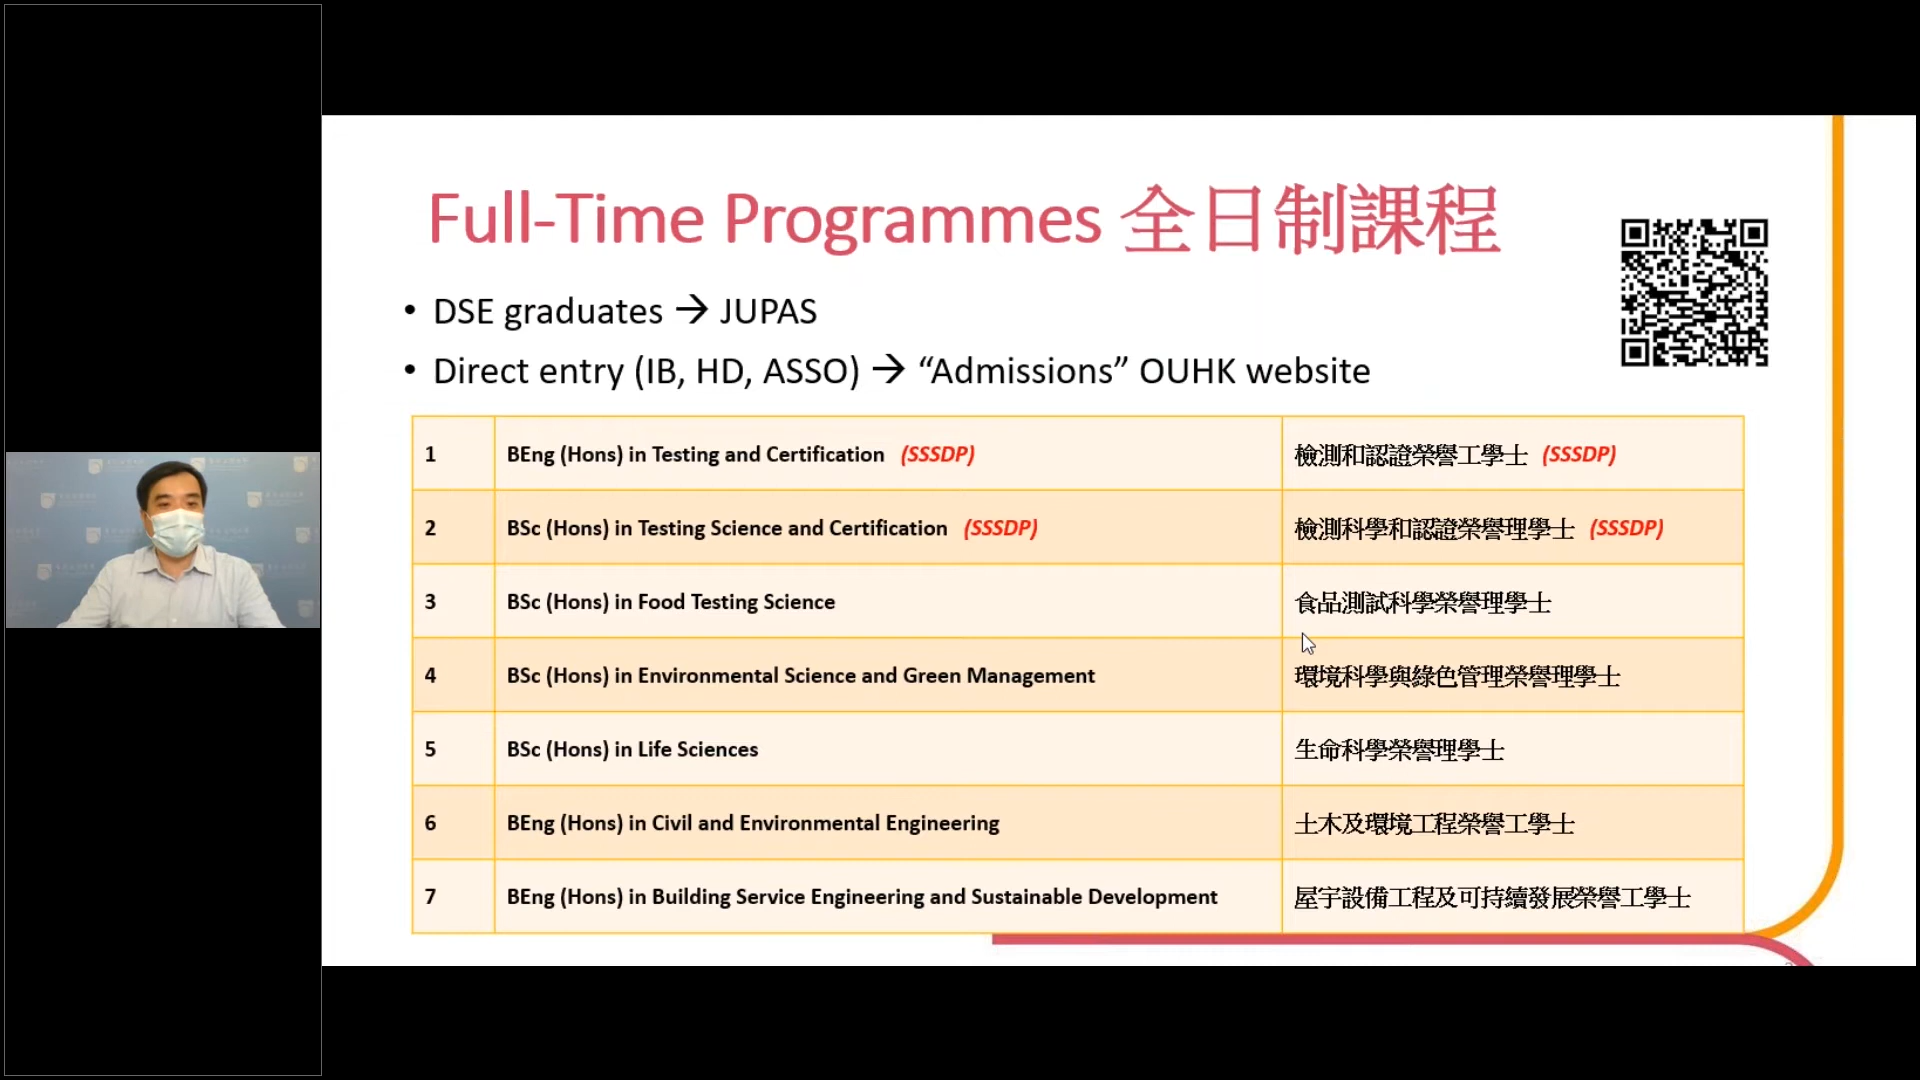 Full-Time Programmes 全日制課程
• DSE graduates → JUPAS
• Direct entry (IB, HD, ASSO) → “Admissions” OUHK website
1 BEng (Hons) in Testing and Certification (SSSDP) 檢測和認證榮譽工學士 (SSSDP)
2 BSc (Hons) in Testing Science and Certification (SSSDP) 檢測科學和認證榮譽理學士 (SSSDP)
3 BSc (Hons) in Food Testing Science 食品測試科學榮譽理學士
4 BSc (Hons) in Environmental Science and Green Management 環境科學與綠色管理榮譽理學士
5 BSc (Hons) in Life Sciences 生命科學榮譽理學士
6 BEng (Hons) in Civil and Environmental Engineering 土木及環境工程榮譽工學士
7 BEng (Hons) in Building Service Engineering and Sustainable Development 屋宇設備工程及可持續發展榮譽工學士